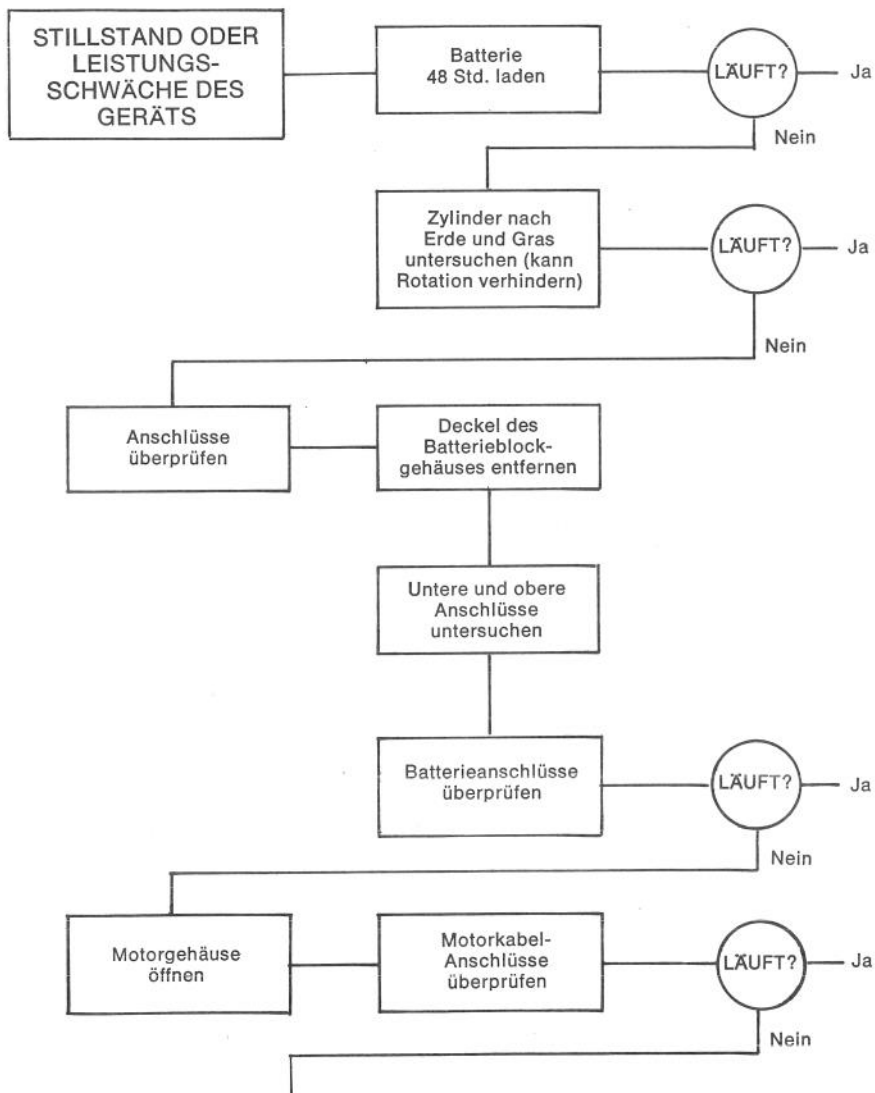 STILLSTAND ODER
LEISTUNGS-
SCHWÄCHE DES
GERÄTS
Batterie
48 Std. laden
LÄUFT?
Ja
Nein
Zylinder nach
Erde und Gras
untersuchen (kann
Rotation verhindern)
LÄUFT?
Ja
Nein
Anschlüsse
überprüfen
Deckel des
Batterieblock-
gehäuses entfernen
Untere und obere
Anschlüsse
untersuchen
Batterieanschlüsse
überprüfen
LÄUFT?
Ja
Nein
Motorgehäuse
öffnen
Motorkabel-
Anschlüsse
überprüfen
LÄUFT?
Ja
Nein